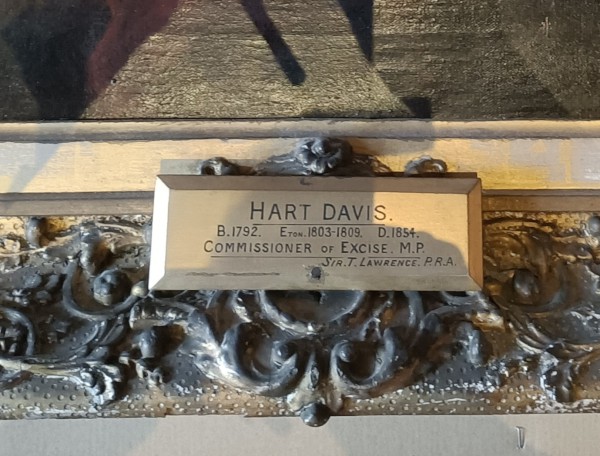 HART DAVIS.
B.1792. ETON.1803-1809. D.1854.
COMMISSIONER OF EXCISE, M.P.
SIR.T. LAWRENCE. P.R.A.